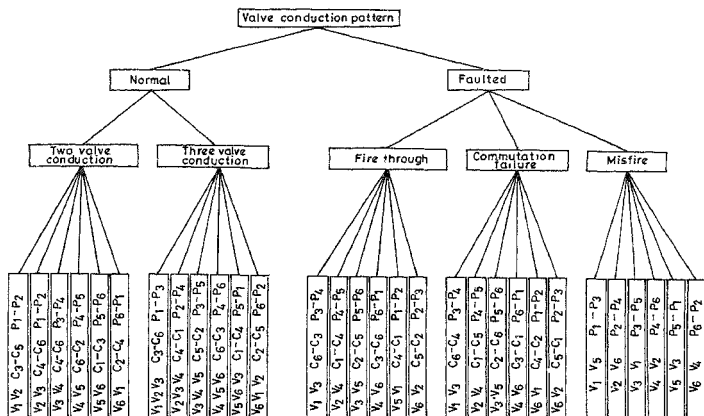 Valve conduction pattern
Normal
Faulted
Two valve
conduction
Three valve
conduction
Fire through
Commutation
failure
Misfire
V₁ V₂ C₃-C₅ P₁-P₂
V₂ V₃ C₄-C₆ P₁-P₂
V₃ V₄ C₄-C₆ P₃-P₄
V₄ V₅ C₆-C₂ P₄-P₅
V₅ V₆ C₁-C₃ P₅-P₆
V₆ V₁ C₂-C₄ P₆-P₁
V₁ V₂ V₃ C₃-C₆ P₁-P₃
V₂ V₃ V₄ C₄-C₁ P₂-P₄
V₃ V₄ V₅ C₅-C₂ P₃-P₅
V₄ V₅ V₆ C₆-C₃ P₄-P₆
V₅ V₆ V₃ C₁-C₄ P₅-P₁
V₆ V₁ V₂ C₂-C₅ P₆-P₂
V₁ V₃ C₆-C₃ P₃-P₄
V₂ V₄ C₁-C₄ P₄-P₅
V₃ V₅ C₂-C₅ P₅-P₆
V₄ V₆ C₃-C₆ P₆-P₁
V₅ V₁ C₄-C₁ P₁-P₂
V₆ V₂ C₅-C₂ P₂-P₃
V₁ V₃ C₆-C₄ P₃-P₄
V₂ V₄ C₁-C₅ P₄-P₅
V₃ V₅ C₂-C₆ P₅-P₆
V₄ V₆ C₃-C₁ P₆-P₁
V₆ V₁ C₄-C₂ P₁-P₂
V₆ V₂ C₅-C₁ P₂-P₃
V₁ V₅ P₁-P₃
V₂ V₆ P₂-P₄
V₃ V₁ P₃-P₅
V₄ V₂ P₄-P₆
V₅ V₃ P₅-P₁
V₆ V₄ P₆-P₂